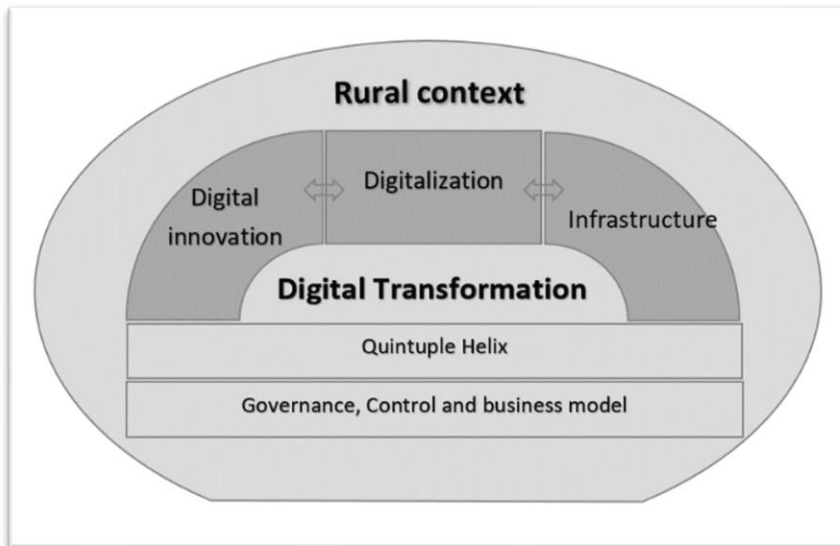 Rural context
Digitalization
Digital
innovation
Infrastructure
Digital Transformation
Quintuple Helix
Governance, Control and business model